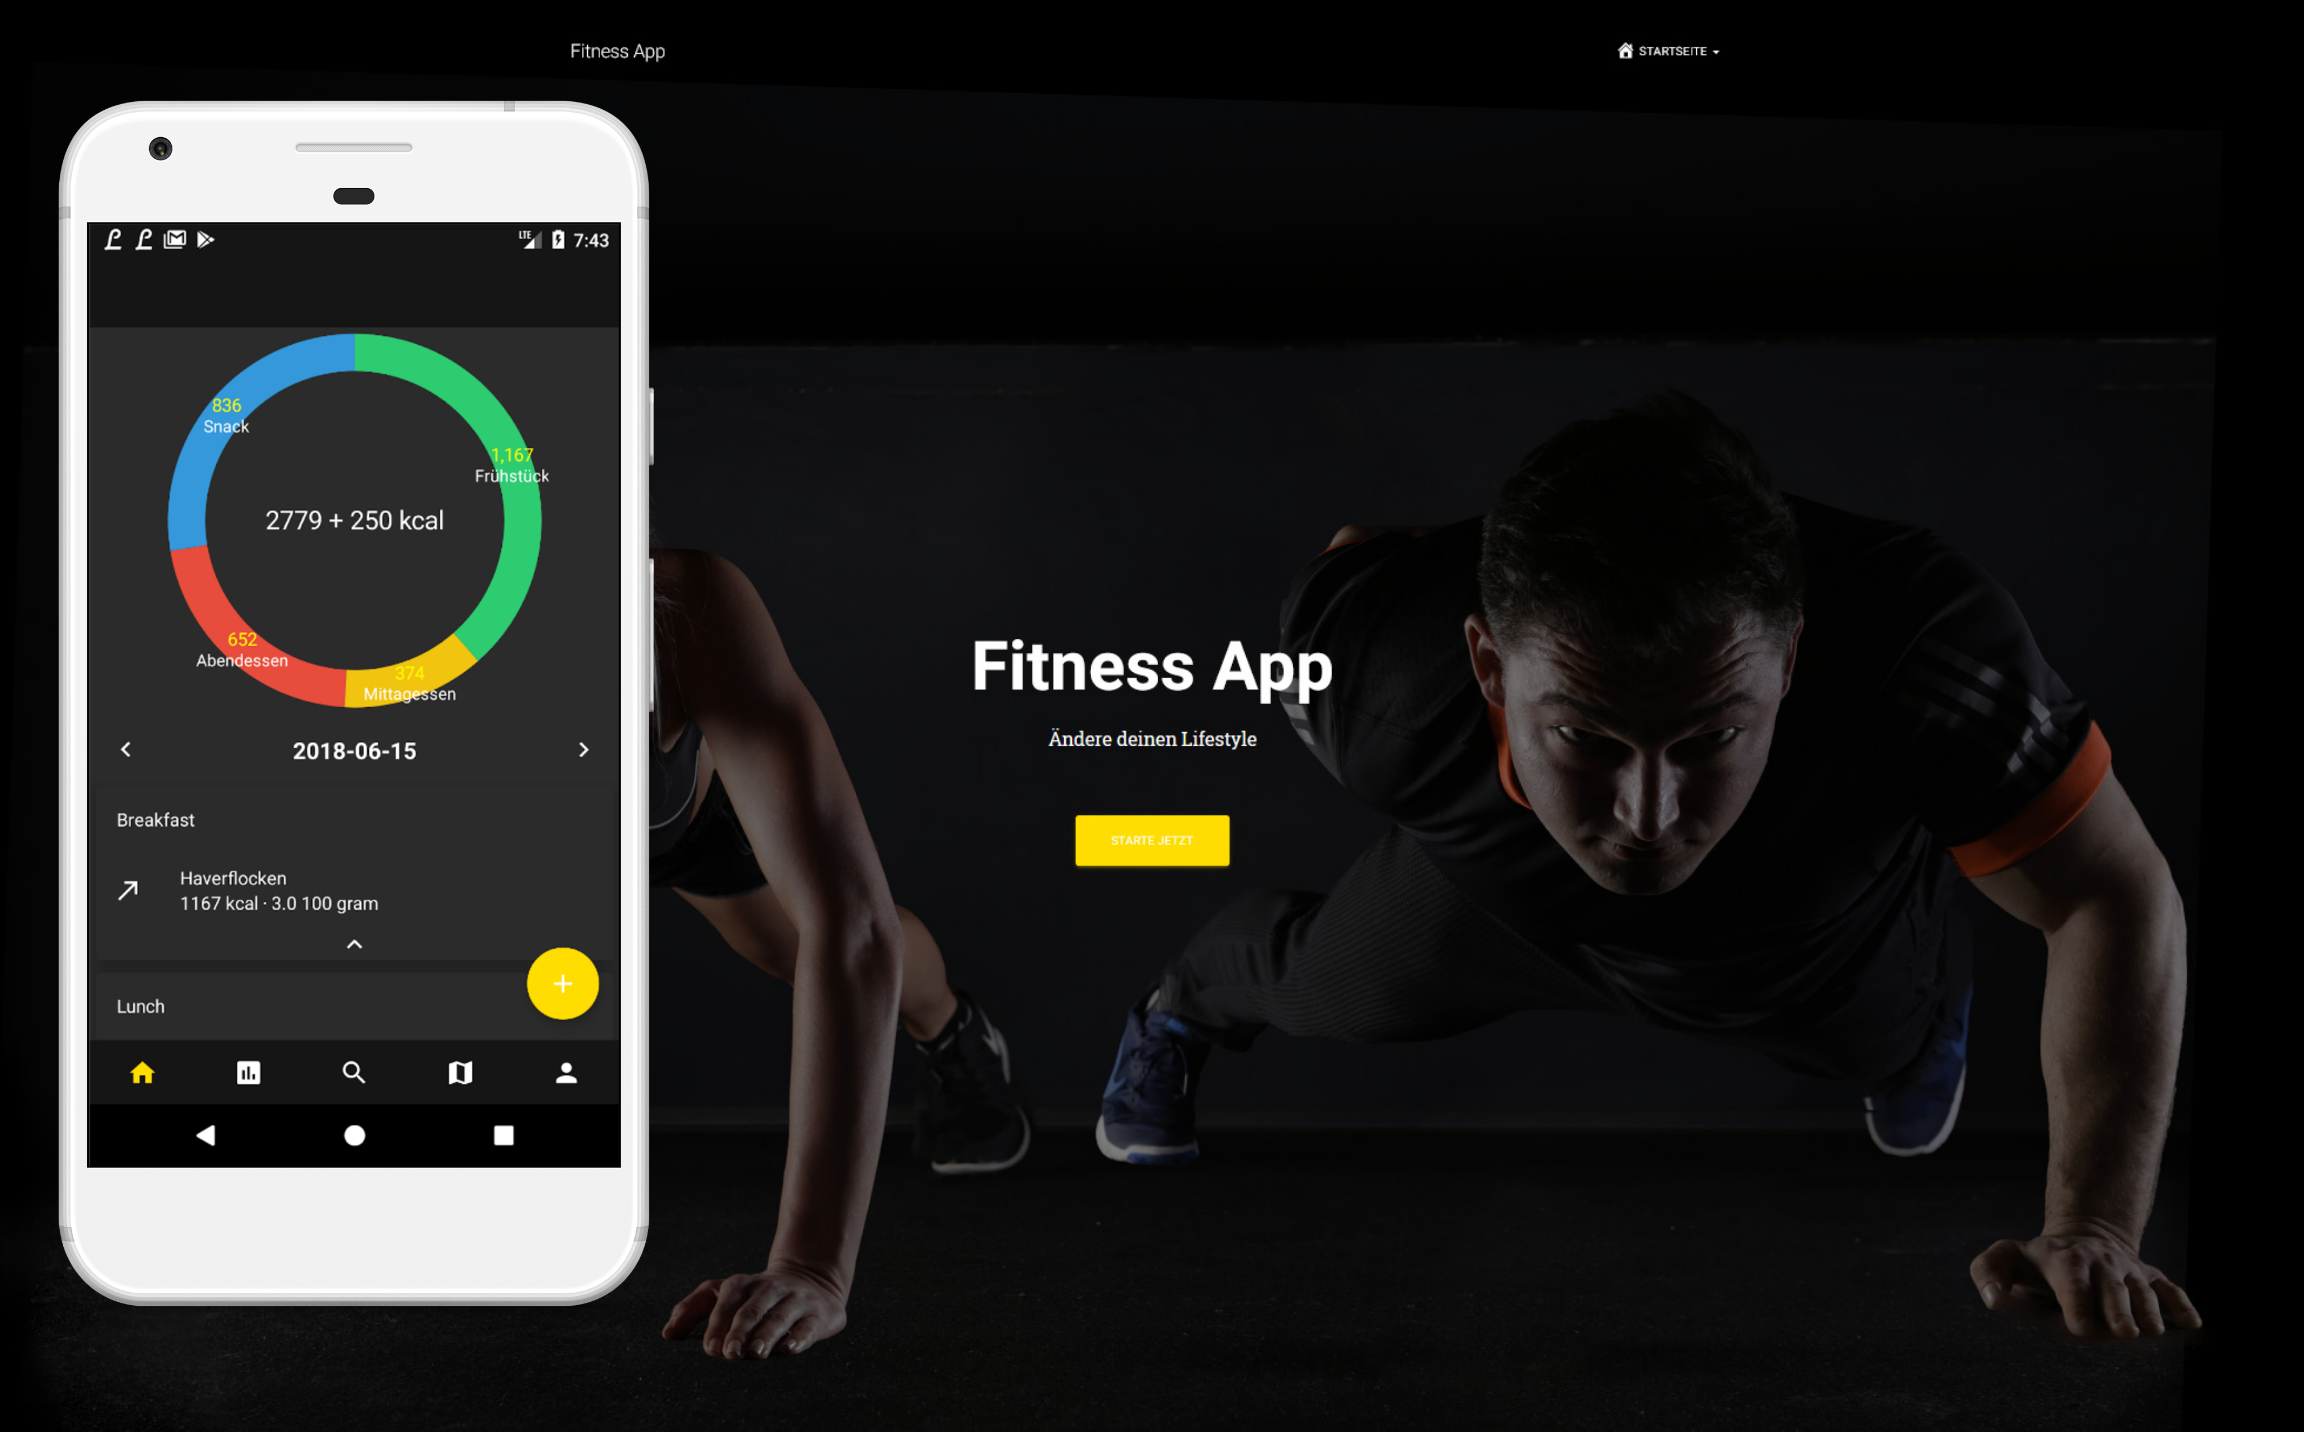 Fitness App
STARTSEITE
LTE 7:43
836
Snack
1,167
Frühstück
2779 + 250 kcal
652
Abendessen
374
Mittagessen
2018-06-15
Breakfast
Haverflocken
1167 kcal · 3.0 100 gram
Lunch
Fitness App
Ändere deinen Lifestyle
STARTE JETZT